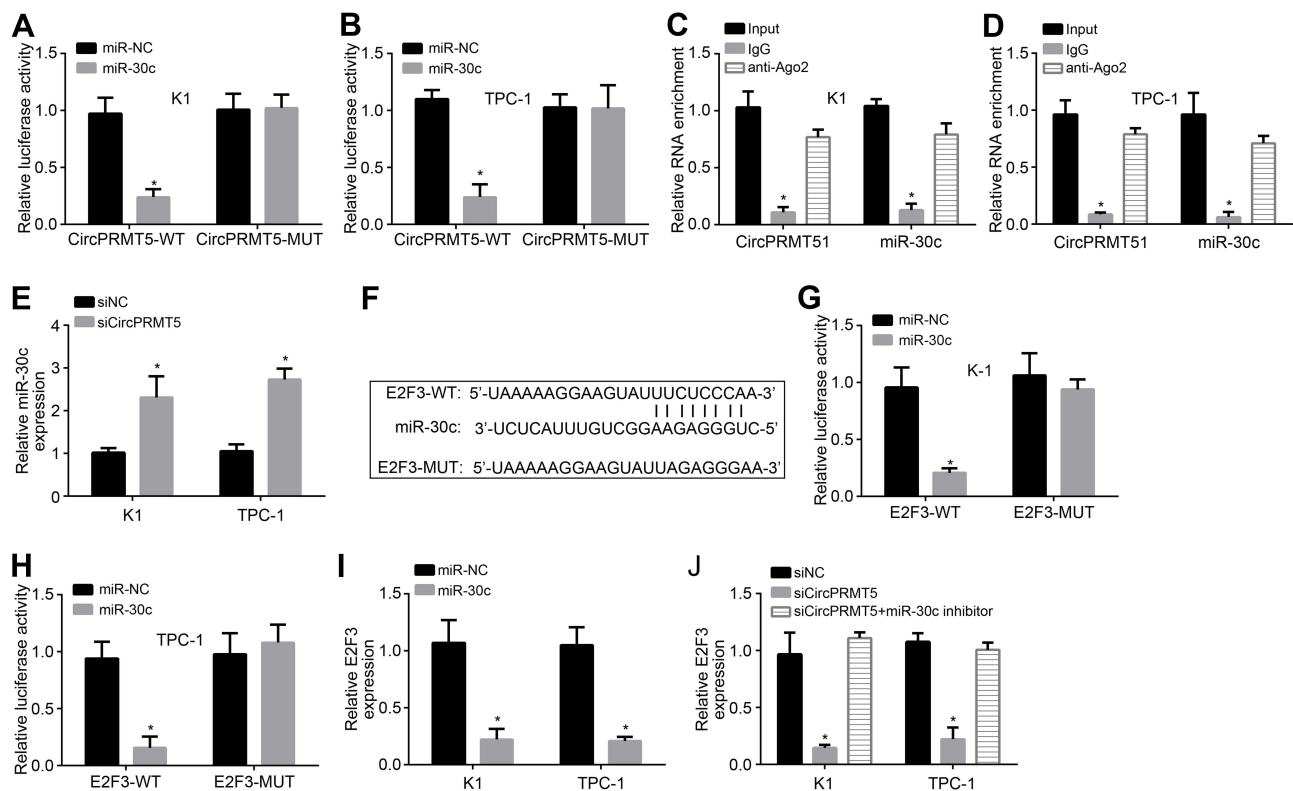 A
Relative luciferase activity
miR-NC
miR-30c
K1
1.5
1.0
0.5
0.0
*
CircPRMT5-WT CircPRMT5-MUT
B
Relative luciferase activity
miR-NC
miR-30c
TPC-1
1.5
1.0
0.5
0.0
*
CircPRMT5-WT CircPRMT5-MUT
C
Relative RNA enrichment
Input
IgG
anti-Ago2
K1
1.5
1.0
0.5
0.0
* *
CircPRMT51 miR-30c
D
Relative RNA enrichment
Input
IgG
anti-Ago2
TPC-1
1.5
1.0
0.5
0.0
* *
CircPRMT51 miR-30c
E
Relative miR-30c
expression
siNC
siCircPRMT5
4
3
2
1
0
* *
K1 TPC-1
F
E2F3-WT: 5'-UAAAAAGGAAGUAUUUCUCCCAA-3'
miR-30c: 3'-UCUCAUUUGUCGGAAGAGGGUC-5'
E2F3-MUT: 5'-UAAAAAGGAAGUAUUAGAGGGAA-3'
G
Relative luciferase activity
miR-NC
miR-30c
K-1
1.5
1.0
0.5
0.0
*
E2F3-WT E2F3-MUT
H
Relative luciferase activity
miR-NC
miR-30c
TPC-1
1.5
1.0
0.5
0.0
*
E2F3-WT E2F3-MUT
I
Relative E2F3
expression
miR-NC
miR-30c
1.5
1.0
0.5
0.0
* *
K1 TPC-1
J
Relative E2F3
expression
siNC
siCircPRMT5
siCircPRMT5+miR-30c inhibitor
1.5
1.0
0.5
0.0
* *
K1 TPC-1